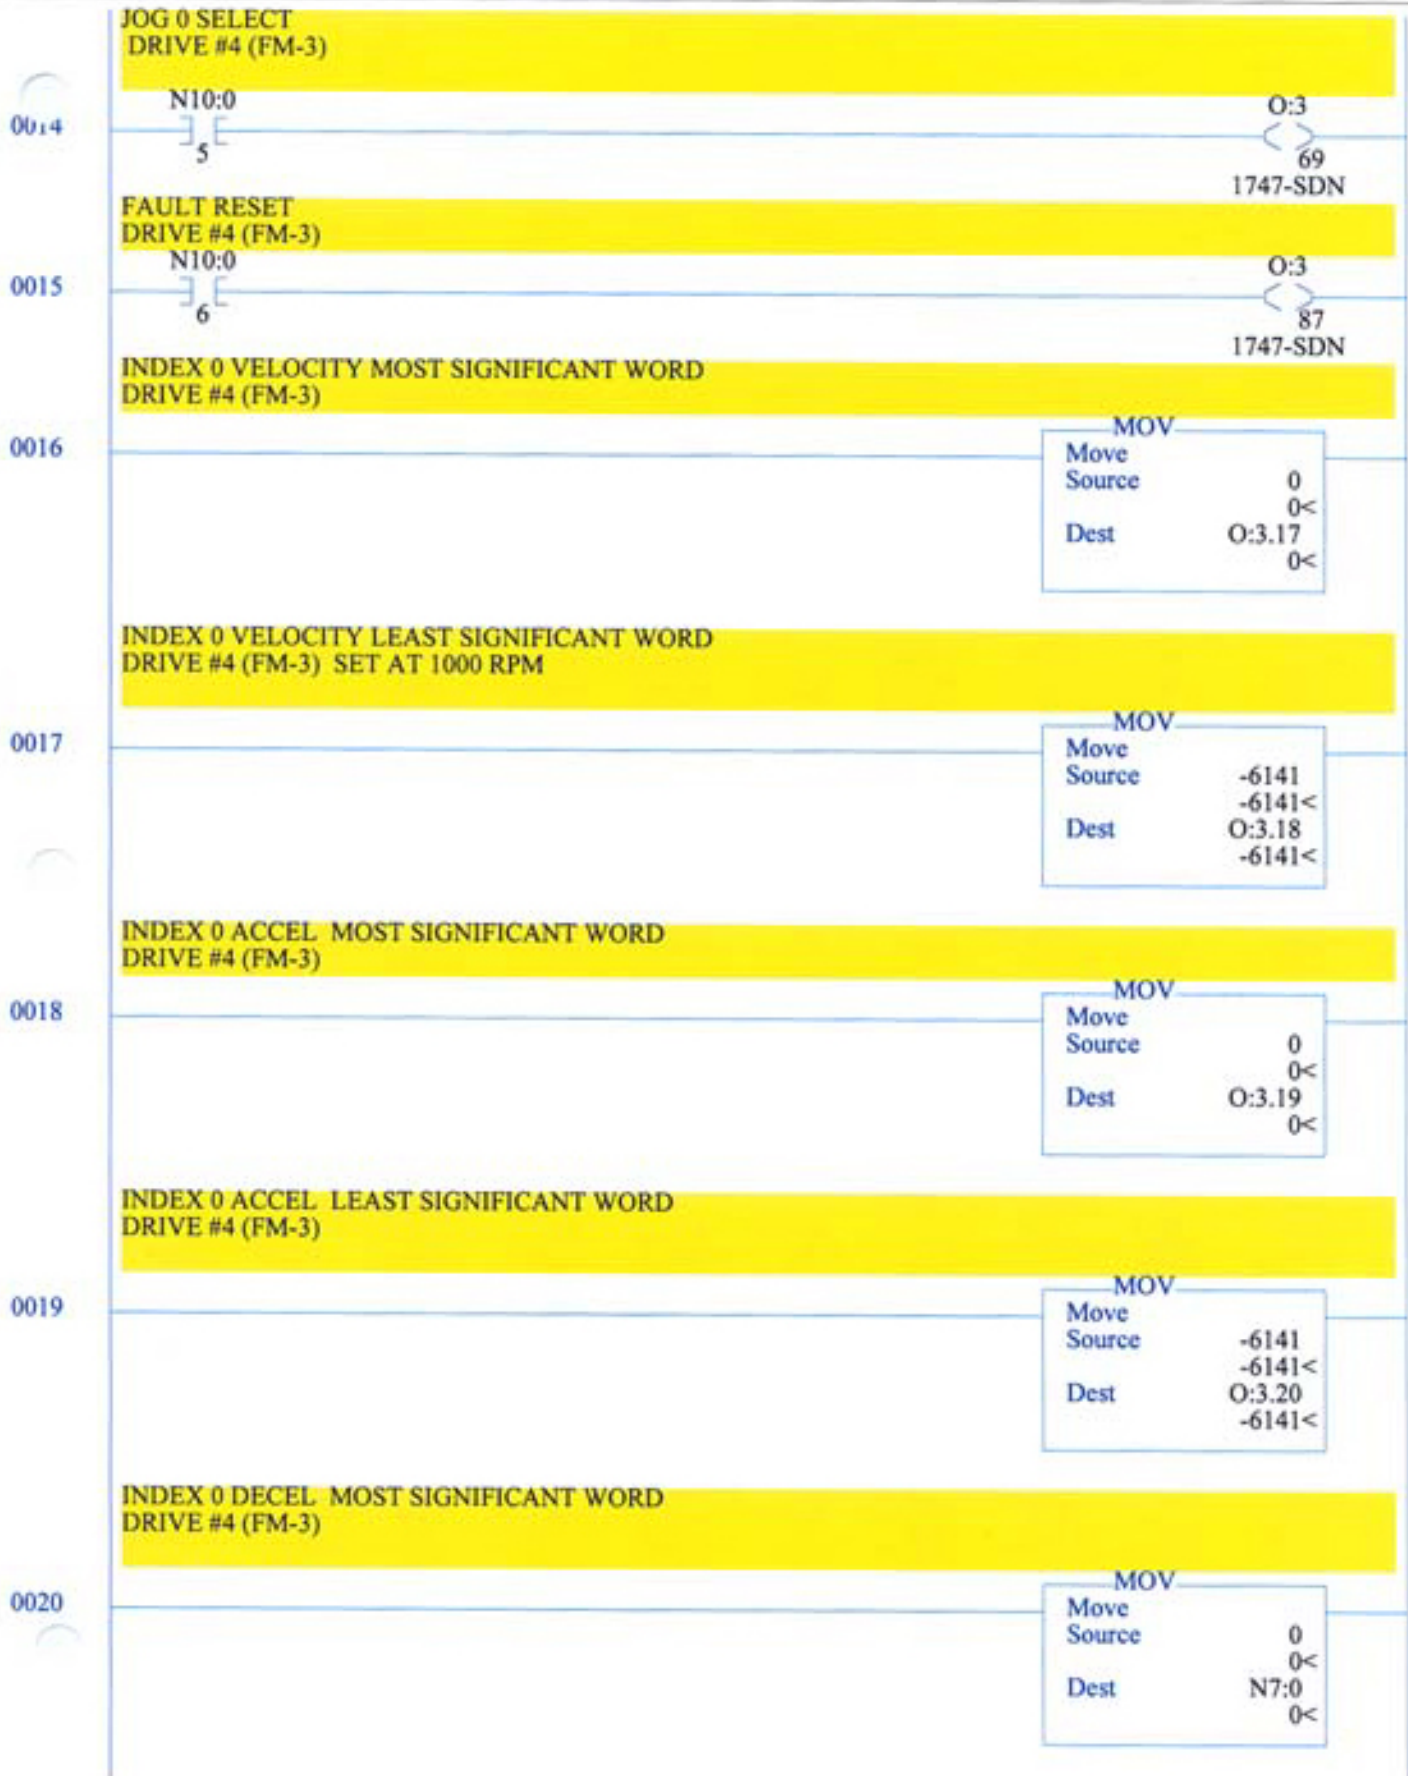 JOG 0 SELECT
DRIVE #4 (FM-3)
0014
N10:0
5
O:3
69
1747-SDN
FAULT RESET
DRIVE #4 (FM-3)
0015
N10:0
6
O:3
87
1747-SDN
INDEX 0 VELOCITY MOST SIGNIFICANT WORD
DRIVE #4 (FM-3)
0016
MOV
Move
Source 0
0<
Dest O:3.17
0<
INDEX 0 VELOCITY LEAST SIGNIFICANT WORD
DRIVE #4 (FM-3) SET AT 1000 RPM
0017
MOV
Move
Source -6141
-6141<
Dest O:3.18
-6141<
INDEX 0 ACCEL MOST SIGNIFICANT WORD
DRIVE #4 (FM-3)
0018
MOV
Move
Source 0
0<
Dest O:3.19
0<
INDEX 0 ACCEL LEAST SIGNIFICANT WORD
DRIVE #4 (FM-3)
0019
MOV
Move
Source -6141
-6141<
Dest O:3.20
-6141<
INDEX 0 DECEL MOST SIGNIFICANT WORD
DRIVE #4 (FM-3)
0020
MOV
Move
Source 0
0<
Dest N7:0
0<